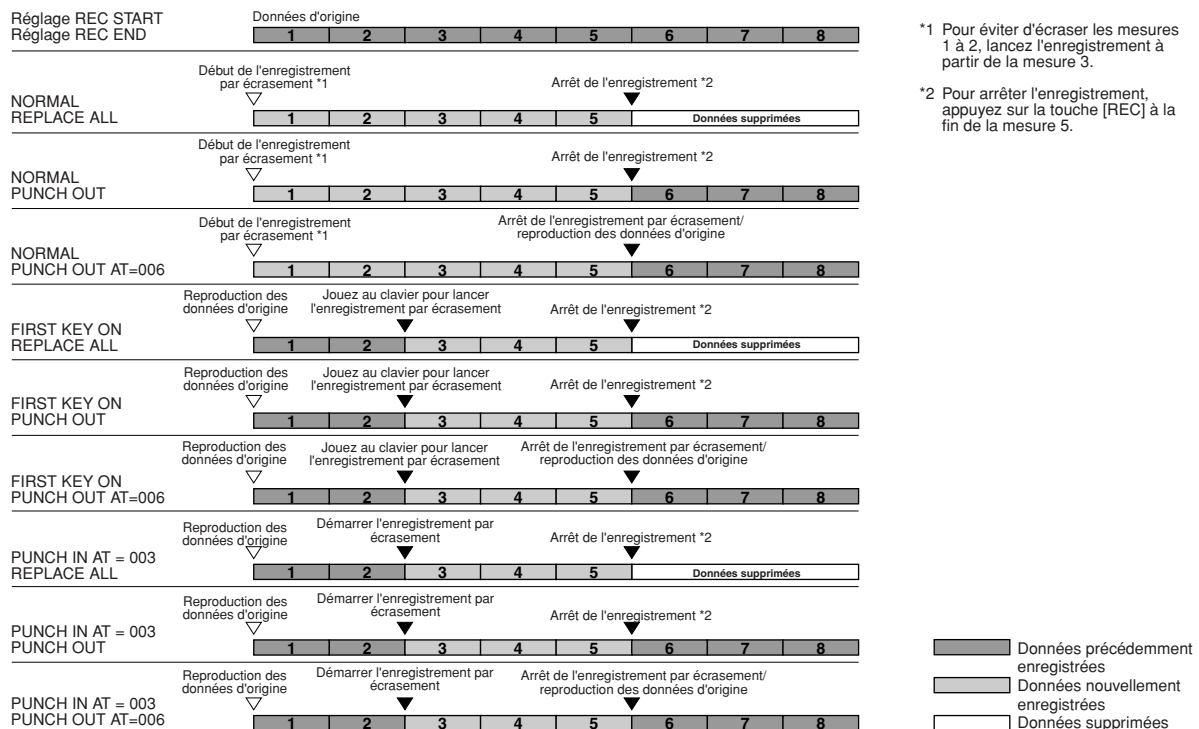 Réglage REC START
Réglage REC END
Données d'origine
1 2 3 4 5 6 7 8
NORMAL
REPLACE ALL
Début de l'enregistrement
par écrasement *1
Arrêt de l'enregistrement *2
1 2 3 4 5 Données supprimées
NORMAL
PUNCH OUT
Début de l'enregistrement
par écrasement *1
Arrêt de l'enregistrement *2
1 2 3 4 5 6 7 8
NORMAL
PUNCH OUT AT=006
Début de l'enregistrement
par écrasement *1
Arrêt de l'enregistrement par écrasement/
reproduction des données d'origine
1 2 3 4 5 6 7 8
FIRST KEY ON
REPLACE ALL
Reproduction des
données d'origine
Jouez au clavier pour lancer
l'enregistrement par écrasement
Arrêt de l'enregistrement *2
1 2 3 4 5 Données supprimées
FIRST KEY ON
PUNCH OUT
Reproduction des
données d'origine
Jouez au clavier pour lancer
l'enregistrement par écrasement
Arrêt de l'enregistrement *2
1 2 3 4 5 6 7 8
FIRST KEY ON
PUNCH OUT AT=006
Reproduction des
données d'origine
Jouez au clavier pour lancer
l'enregistrement par écrasement
Arrêt de l'enregistrement par écrasement/
reproduction des données d'origine
1 2 3 4 5 6 7 8
PUNCH IN AT = 003
REPLACE ALL
Reproduction des
données d'origine
Démarrer l'enregistrement par
écrasement
Arrêt de l'enregistrement *2
1 2 3 4 5 Données supprimées
PUNCH IN AT = 003
PUNCH OUT
Reproduction des
données d'origine
Démarrer l'enregistrement par
écrasement
Arrêt de l'enregistrement *2
1 2 3 4 5 6 7 8
PUNCH IN AT = 003
PUNCH OUT AT=006
Reproduction des
données d'origine
Démarrer l'enregistrement par
écrasement
Arrêt de l'enregistrement par écrasement/
reproduction des données d'origine
1 2 3 4 5 6 7 8
*1 Pour éviter d'écraser les mesures
1 à 2, lancez l'enregistrement à
partir de la mesure 3.
*2 Pour arrêter l'enregistrement,
appuyez sur la touche [REC] à la
fin de la mesure 5.
Données précédemment
enregistrées
Données nouvellement
enregistrées
Données supprimées